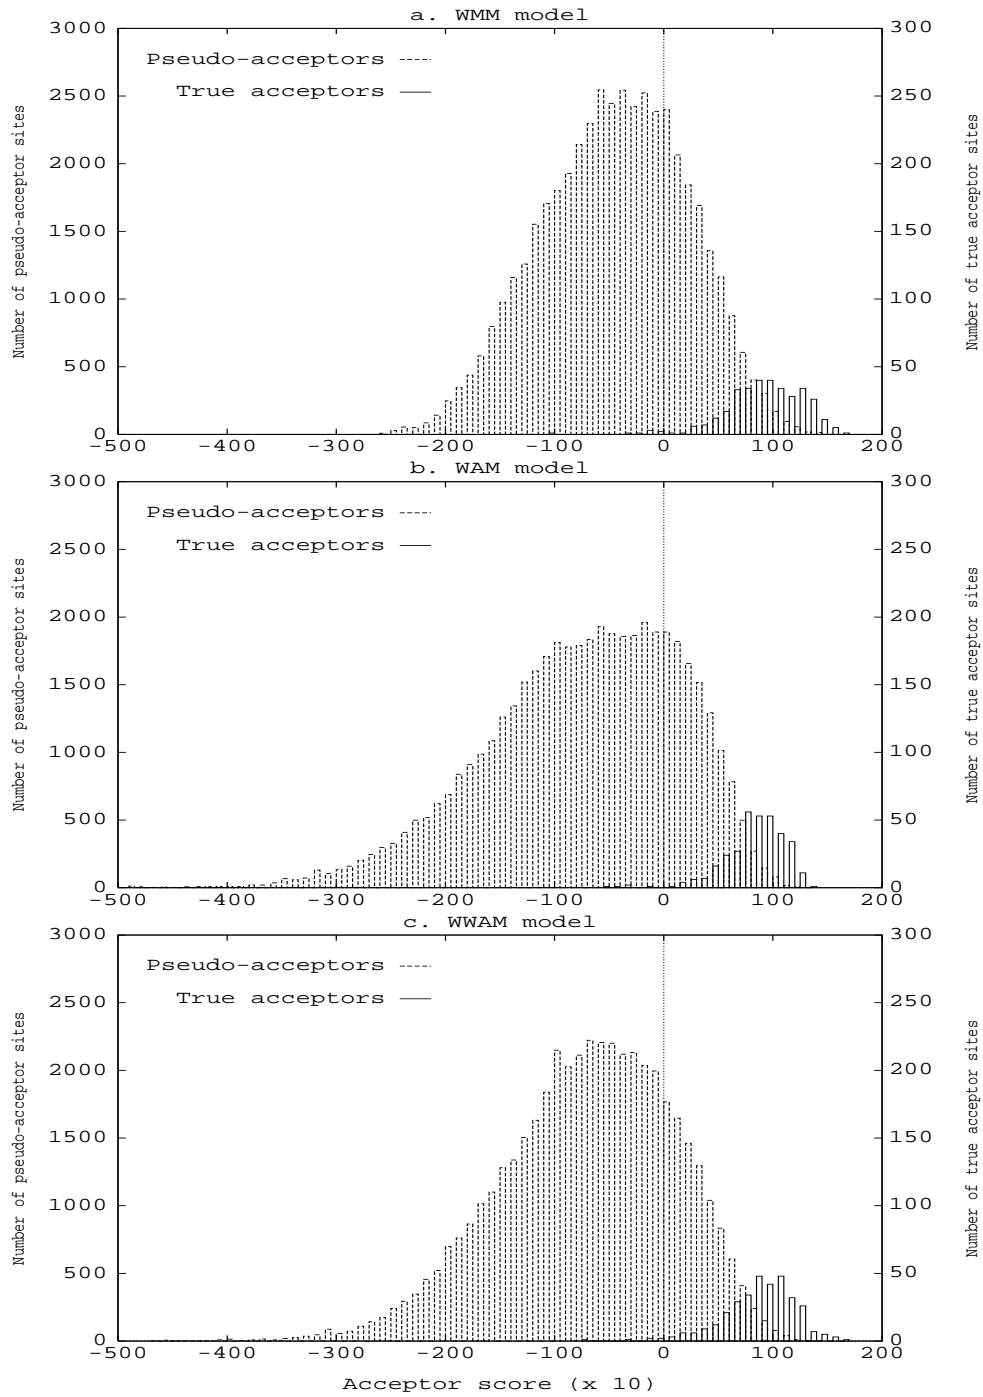 a. WMM model
3000 300
Pseudo-acceptors
True acceptors
2500 250
2000 200
1500 150
1000 100
500 50
0 0
Number of pseudo-acceptor sites
Number of true acceptor sites
-500 -400 -300 -200 -100 0 100 200
b. WAM model
3000 300
Pseudo-acceptors
True acceptors
2500 250
2000 200
1500 150
1000 100
500 50
0 0
Number of pseudo-acceptor sites
Number of true acceptor sites
-500 -400 -300 -200 -100 0 100 200
c. WWAM model
3000 300
Pseudo-acceptors
True acceptors
2500 250
2000 200
1500 150
1000 100
500 50
0 0
Number of pseudo-acceptor sites
Number of true acceptor sites
-500 -400 -300 -200 -100 0 100 200
Acceptor score (x 10)